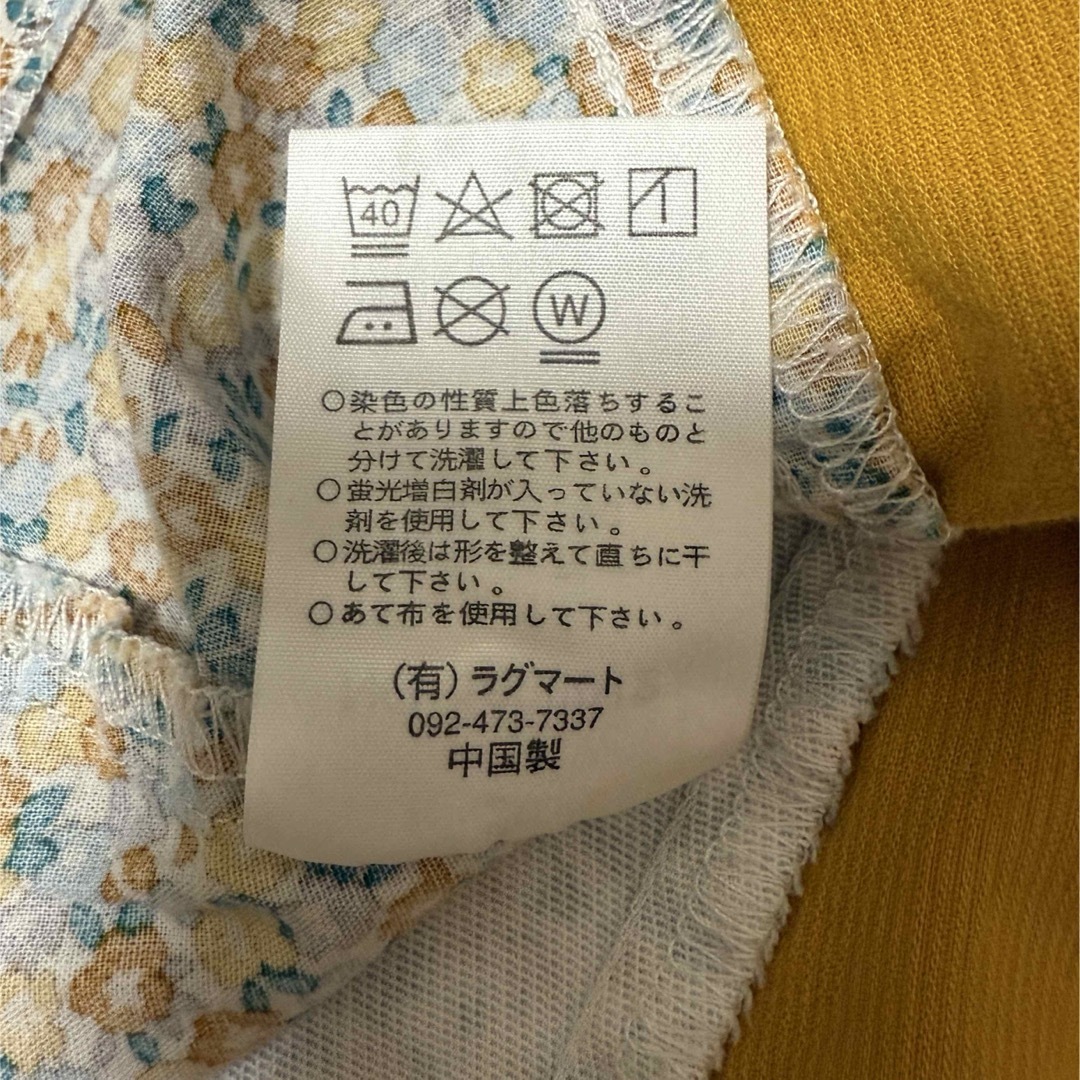 40
W
○染色の性質上色落ちするこ
とがありますので他のものと
分けて洗濯して下さい。
○蛍光増白剤が入っていない洗
剤を使用して下さい。
○洗濯後は形を整えて直ちに干
して下さい。
○あて布を使用して下さい。
(有)ラグマート
092-473-7337
中国製